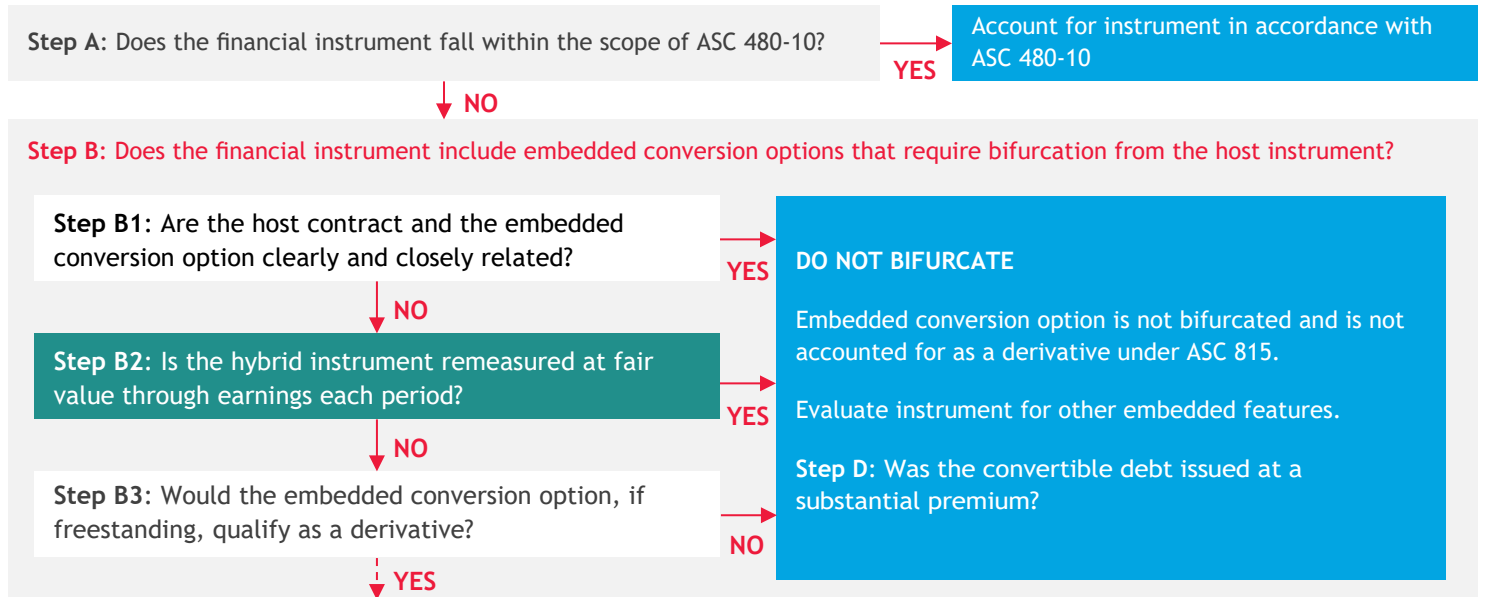 Step A: Does the financial instrument fall within the scope of ASC 480-10?
YES
Account for instrument in accordance with
ASC 480-10
NO
Step B: Does the financial instrument include embedded conversion options that require bifurcation from the host instrument?
Step B1: Are the host contract and the embedded
conversion option clearly and closely related?
YES
NO
Step B2: Is the hybrid instrument remeasured at fair
value through earnings each period?
YES
NO
Step B3: Would the embedded conversion option, if
freestanding, qualify as a derivative?
NO
YES
DO NOT BIFURCATE
Embedded conversion option is not bifurcated and is not
accounted for as a derivative under ASC 815.
Evaluate instrument for other embedded features.
Step D: Was the convertible debt issued at a
substantial premium?